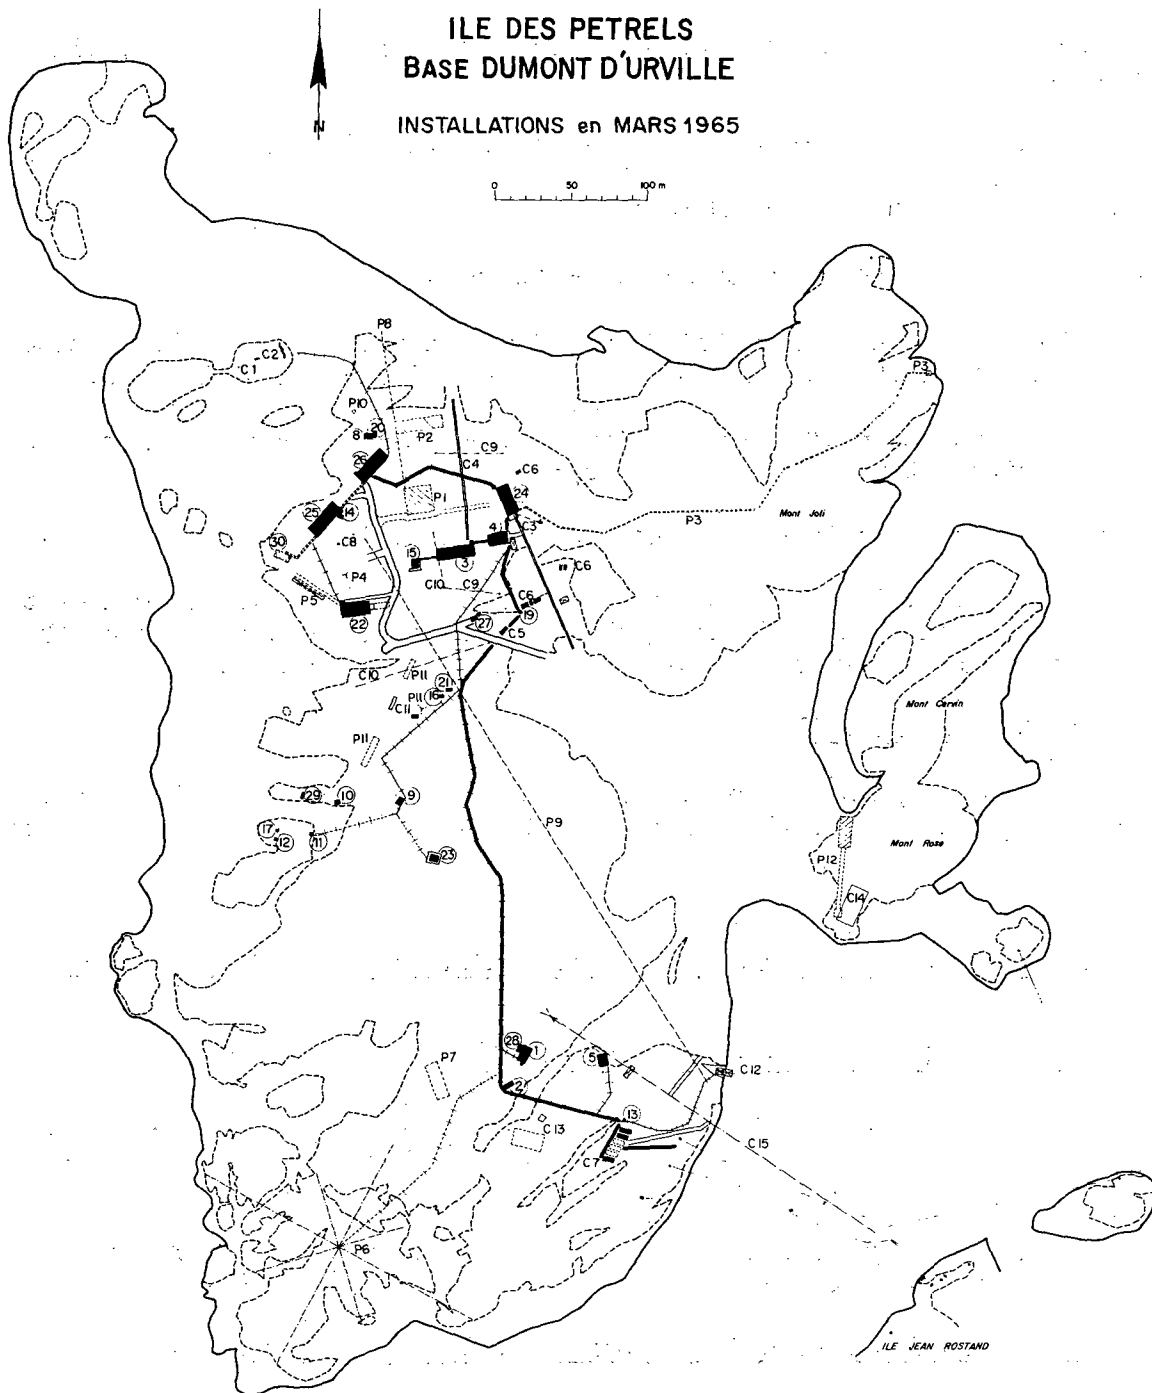 ILE DES PETRELS
BASE DUMONT D'URVILLE
N
INSTALLATIONS en MARS 1965
0 50 100 m
P8
C2
C1
P3
P10
20
8
P2
C9
26
C4
C6
24
P1
25
14
P3
Mont Joli
4
C3
30
C8
15
3
C6
P4
C10
C9
P5
C6
22
27
19
C5
C10
P11
21
16
P11
C11
Mont Cervin
P11
29
10
9
P9
17
12
11
Mont Rose
23
P12
C14
28
1
5
P7
C12
2
13
C13
C15
C7
P6
ILE JEAN ROSTAND